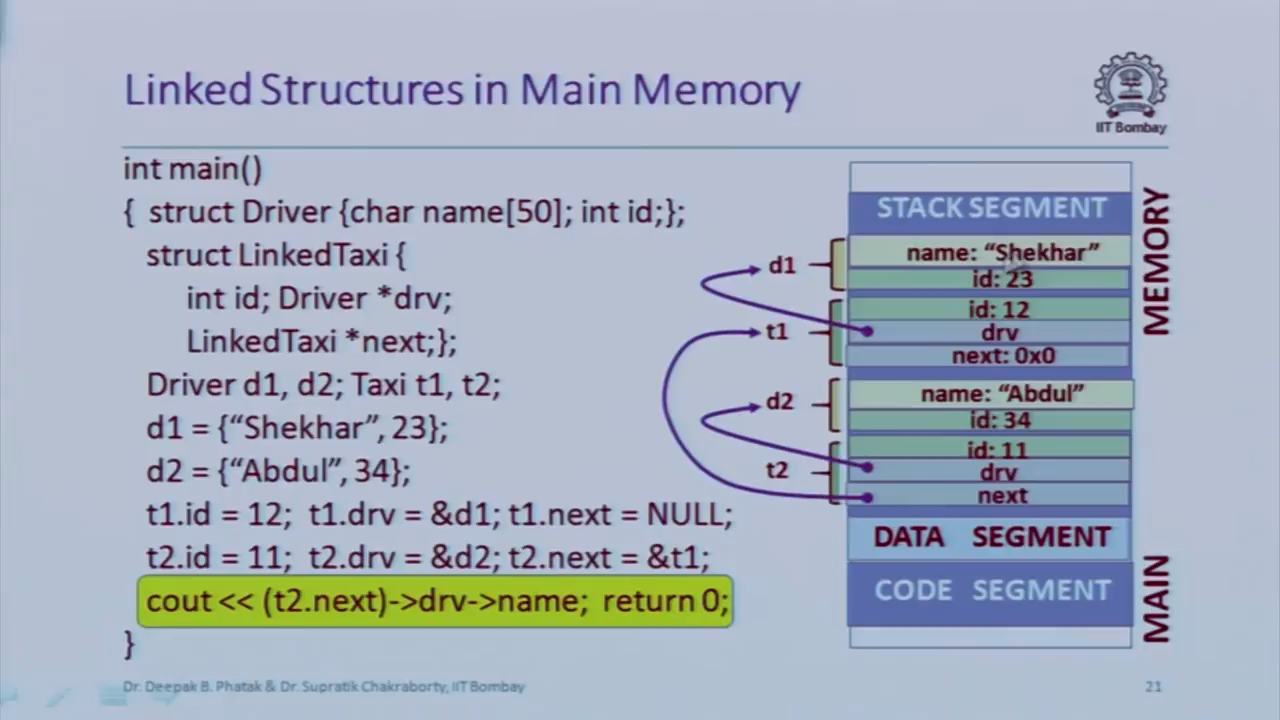 Linked Structures in Main Memory
IIT Bombay
int main()
{ struct Driver {char name[50]; int id;};
struct LinkedTaxi {
int id; Driver *drv;
LinkedTaxi *next;};
Driver d1, d2; Taxi t1, t2;
d1 = {“Shekhar”, 23};
d2 = {“Abdul”, 34};
t1.id = 12; t1.drv = &d1; t1.next = NULL;
t2.id = 11; t2.drv = &d2; t2.next = &t1;
cout << (t2.next)->drv->name; return 0;
}
STACK SEGMENT
d1
name: “Shekhar”
id: 23
t1
id: 12
drv
next: 0x0
d2
name: “Abdul”
id: 34
t2
id: 11
drv
next
DATA SEGMENT
CODE SEGMENT
MAIN MEMORY
Dr. Deepak B. Phatak & Dr. Supratik Chakraborty, IIT Bombay
21